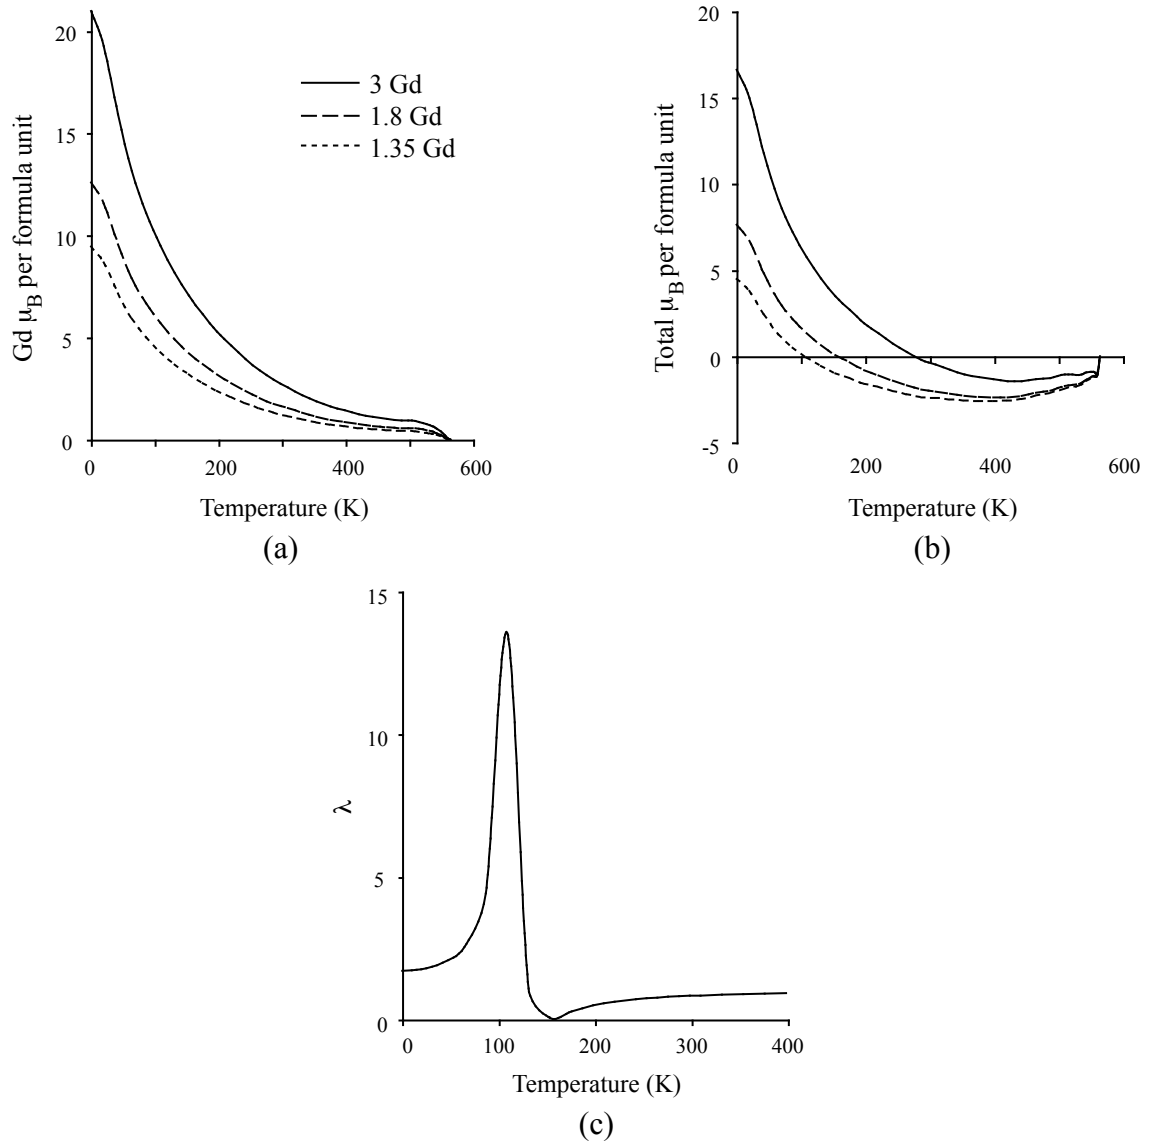 20
15
10
5
0
Gd μB per formula unit
3 Gd
1.8 Gd
1.35 Gd
0 200 400 600
Temperature (K)
(a)
20
15
10
5
0
-5
Total μB per formula unit
0 200 400 600
Temperature (K)
(b)
15
10
5
0
λ
0 100 200 300 400
Temperature (K)
(c)